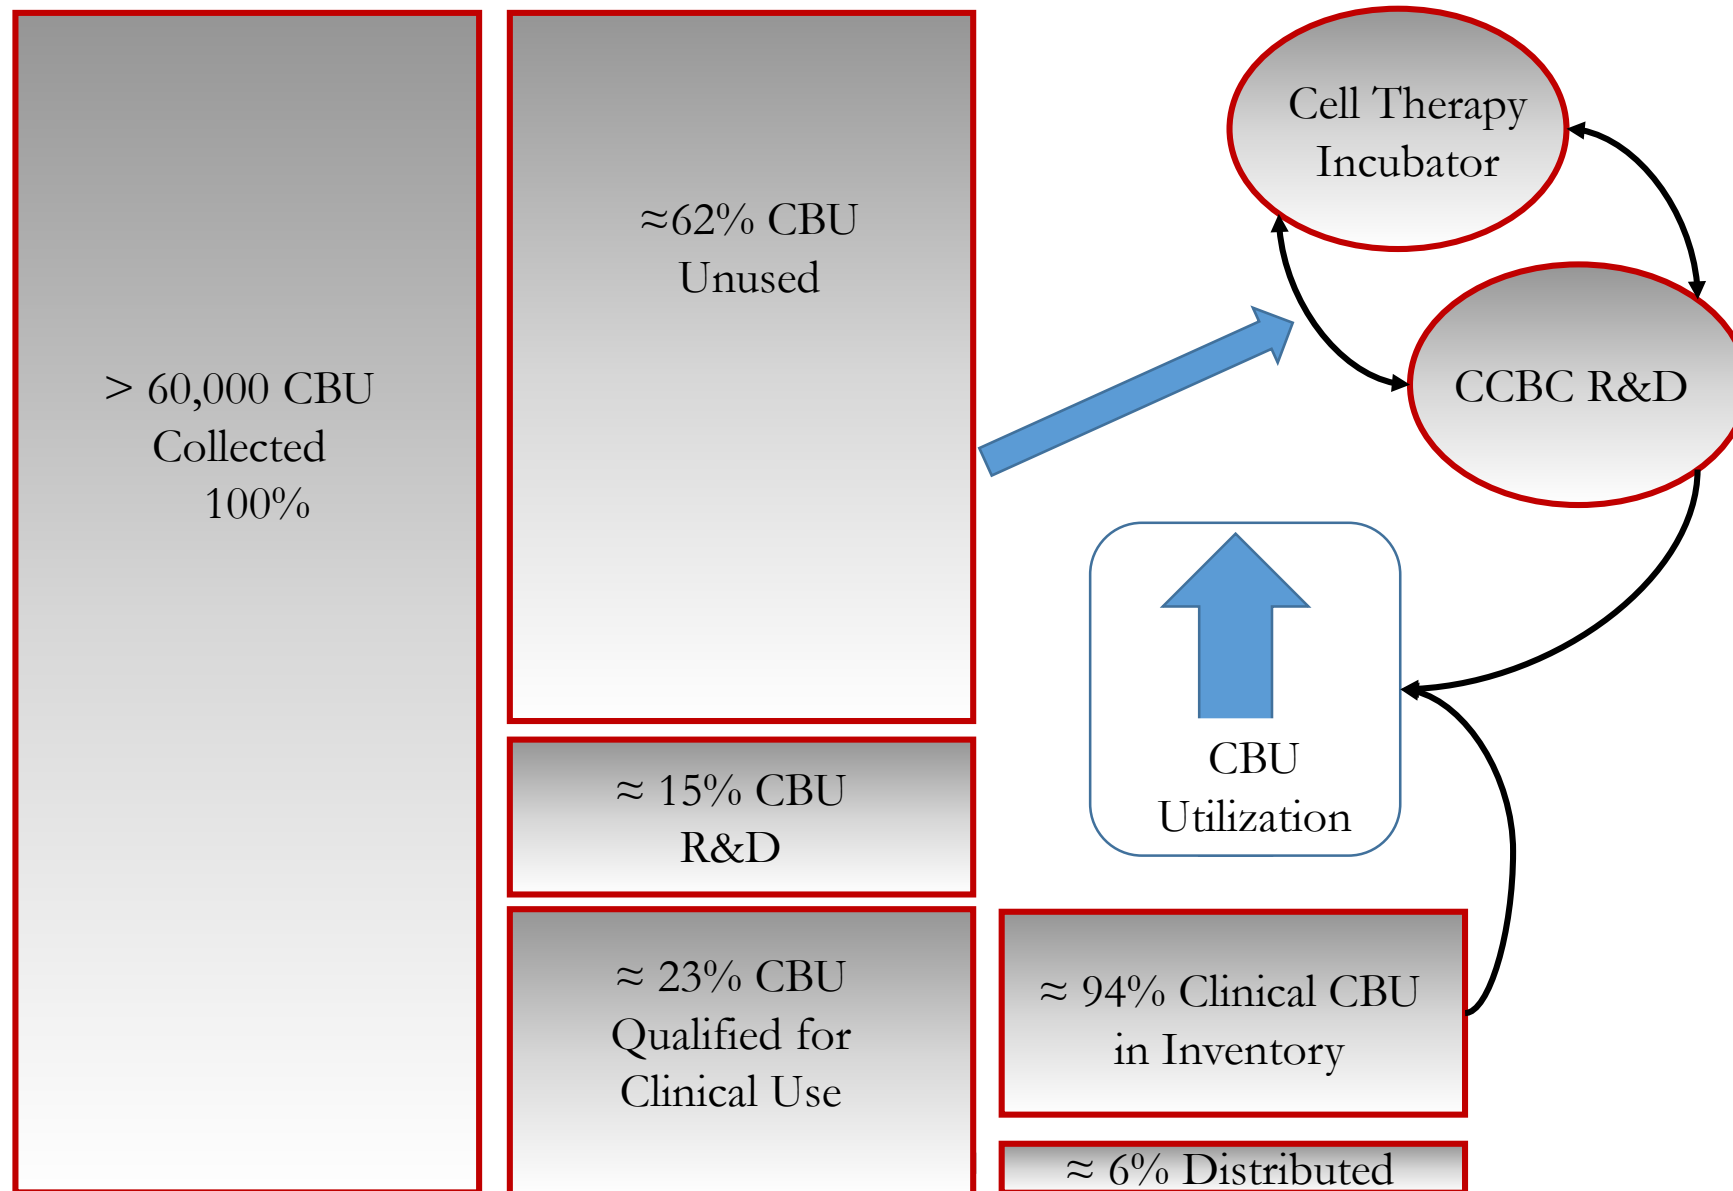 > 60,000 CBU
Collected
100%
≈62% CBU
Unused
≈ 15% CBU
R&D
≈ 23% CBU
Qualified for
Clinical Use
Cell Therapy
Incubator
CCBC R&D
CBU
Utilization
≈ 94% Clinical CBU
in Inventory
≈ 6% Distributed